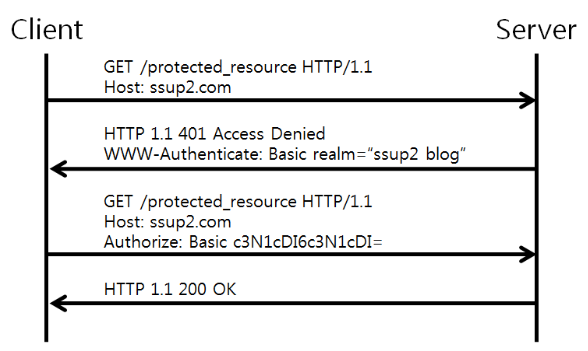 Client
Server
GET /protected_resource HTTP/1.1
Host: ssup2.com
HTTP 1.1 401 Access Denied
WWW-Authenticate: Basic realm=“ssup2 blog”
GET /protected_resource HTTP/1.1
Host: ssup2.com
Authorize: Basic c3N1cDI6c3N1cDI=
HTTP 1.1 200 OK